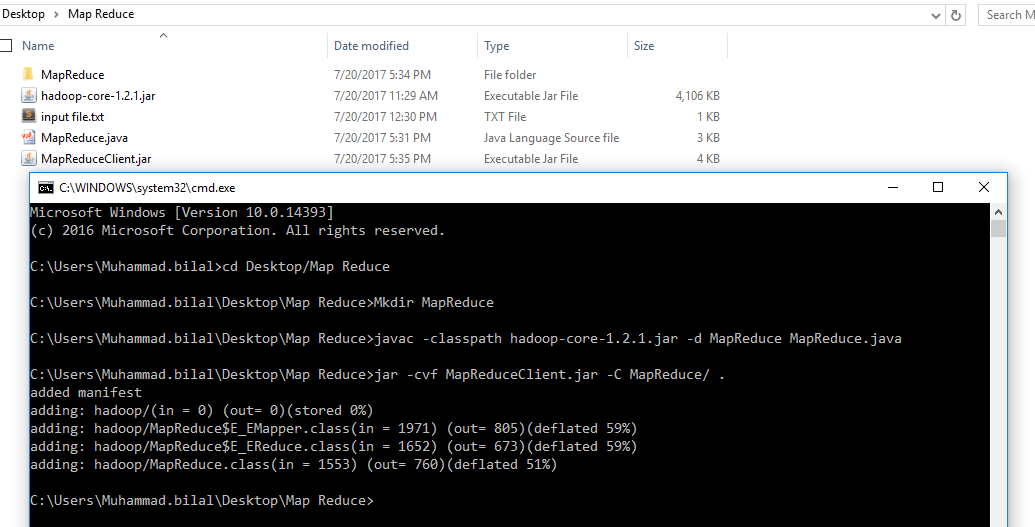 Desktop > Map Reduce Search M
Name Date modified Type Size
MapReduce 7/20/2017 5:34 PM File folder
hadoop-core-1.2.1.jar 7/20/2017 11:29 AM Executable Jar File 4,106 KB
input file.txt 7/20/2017 12:30 PM TXT File 1 KB
MapReduce.java 7/20/2017 5:31 PM Java Language Source file 3 KB
MapReduceClient.jar 7/20/2017 5:35 PM Executable Jar File 4 KB
C:\WINDOWS\system32\cmd.exe
Microsoft Windows [Version 10.0.14393]
(c) 2016 Microsoft Corporation. All rights reserved.
C:\Users\Muhammad.bilal>cd Desktop/Map Reduce
C:\Users\Muhammad.bilal\Desktop\Map Reduce>Mkdir MapReduce
C:\Users\Muhammad.bilal\Desktop\Map Reduce>javac -classpath hadoop-core-1.2.1.jar -d MapReduce MapReduce.java
C:\Users\Muhammad.bilal\Desktop\Map Reduce>jar -cvf MapReduceClient.jar -C MapReduce/ .
added manifest
adding: hadoop/(in = 0) (out= 0)(stored 0%)
adding: hadoop/MapReduce$E_EMapper.class(in = 1971) (out= 805)(deflated 59%)
adding: hadoop/MapReduce$E_EReduce.class(in = 1652) (out= 673)(deflated 59%)
adding: hadoop/MapReduce.class(in = 1553) (out= 760)(deflated 51%)
C:\Users\Muhammad.bilal\Desktop\Map Reduce>